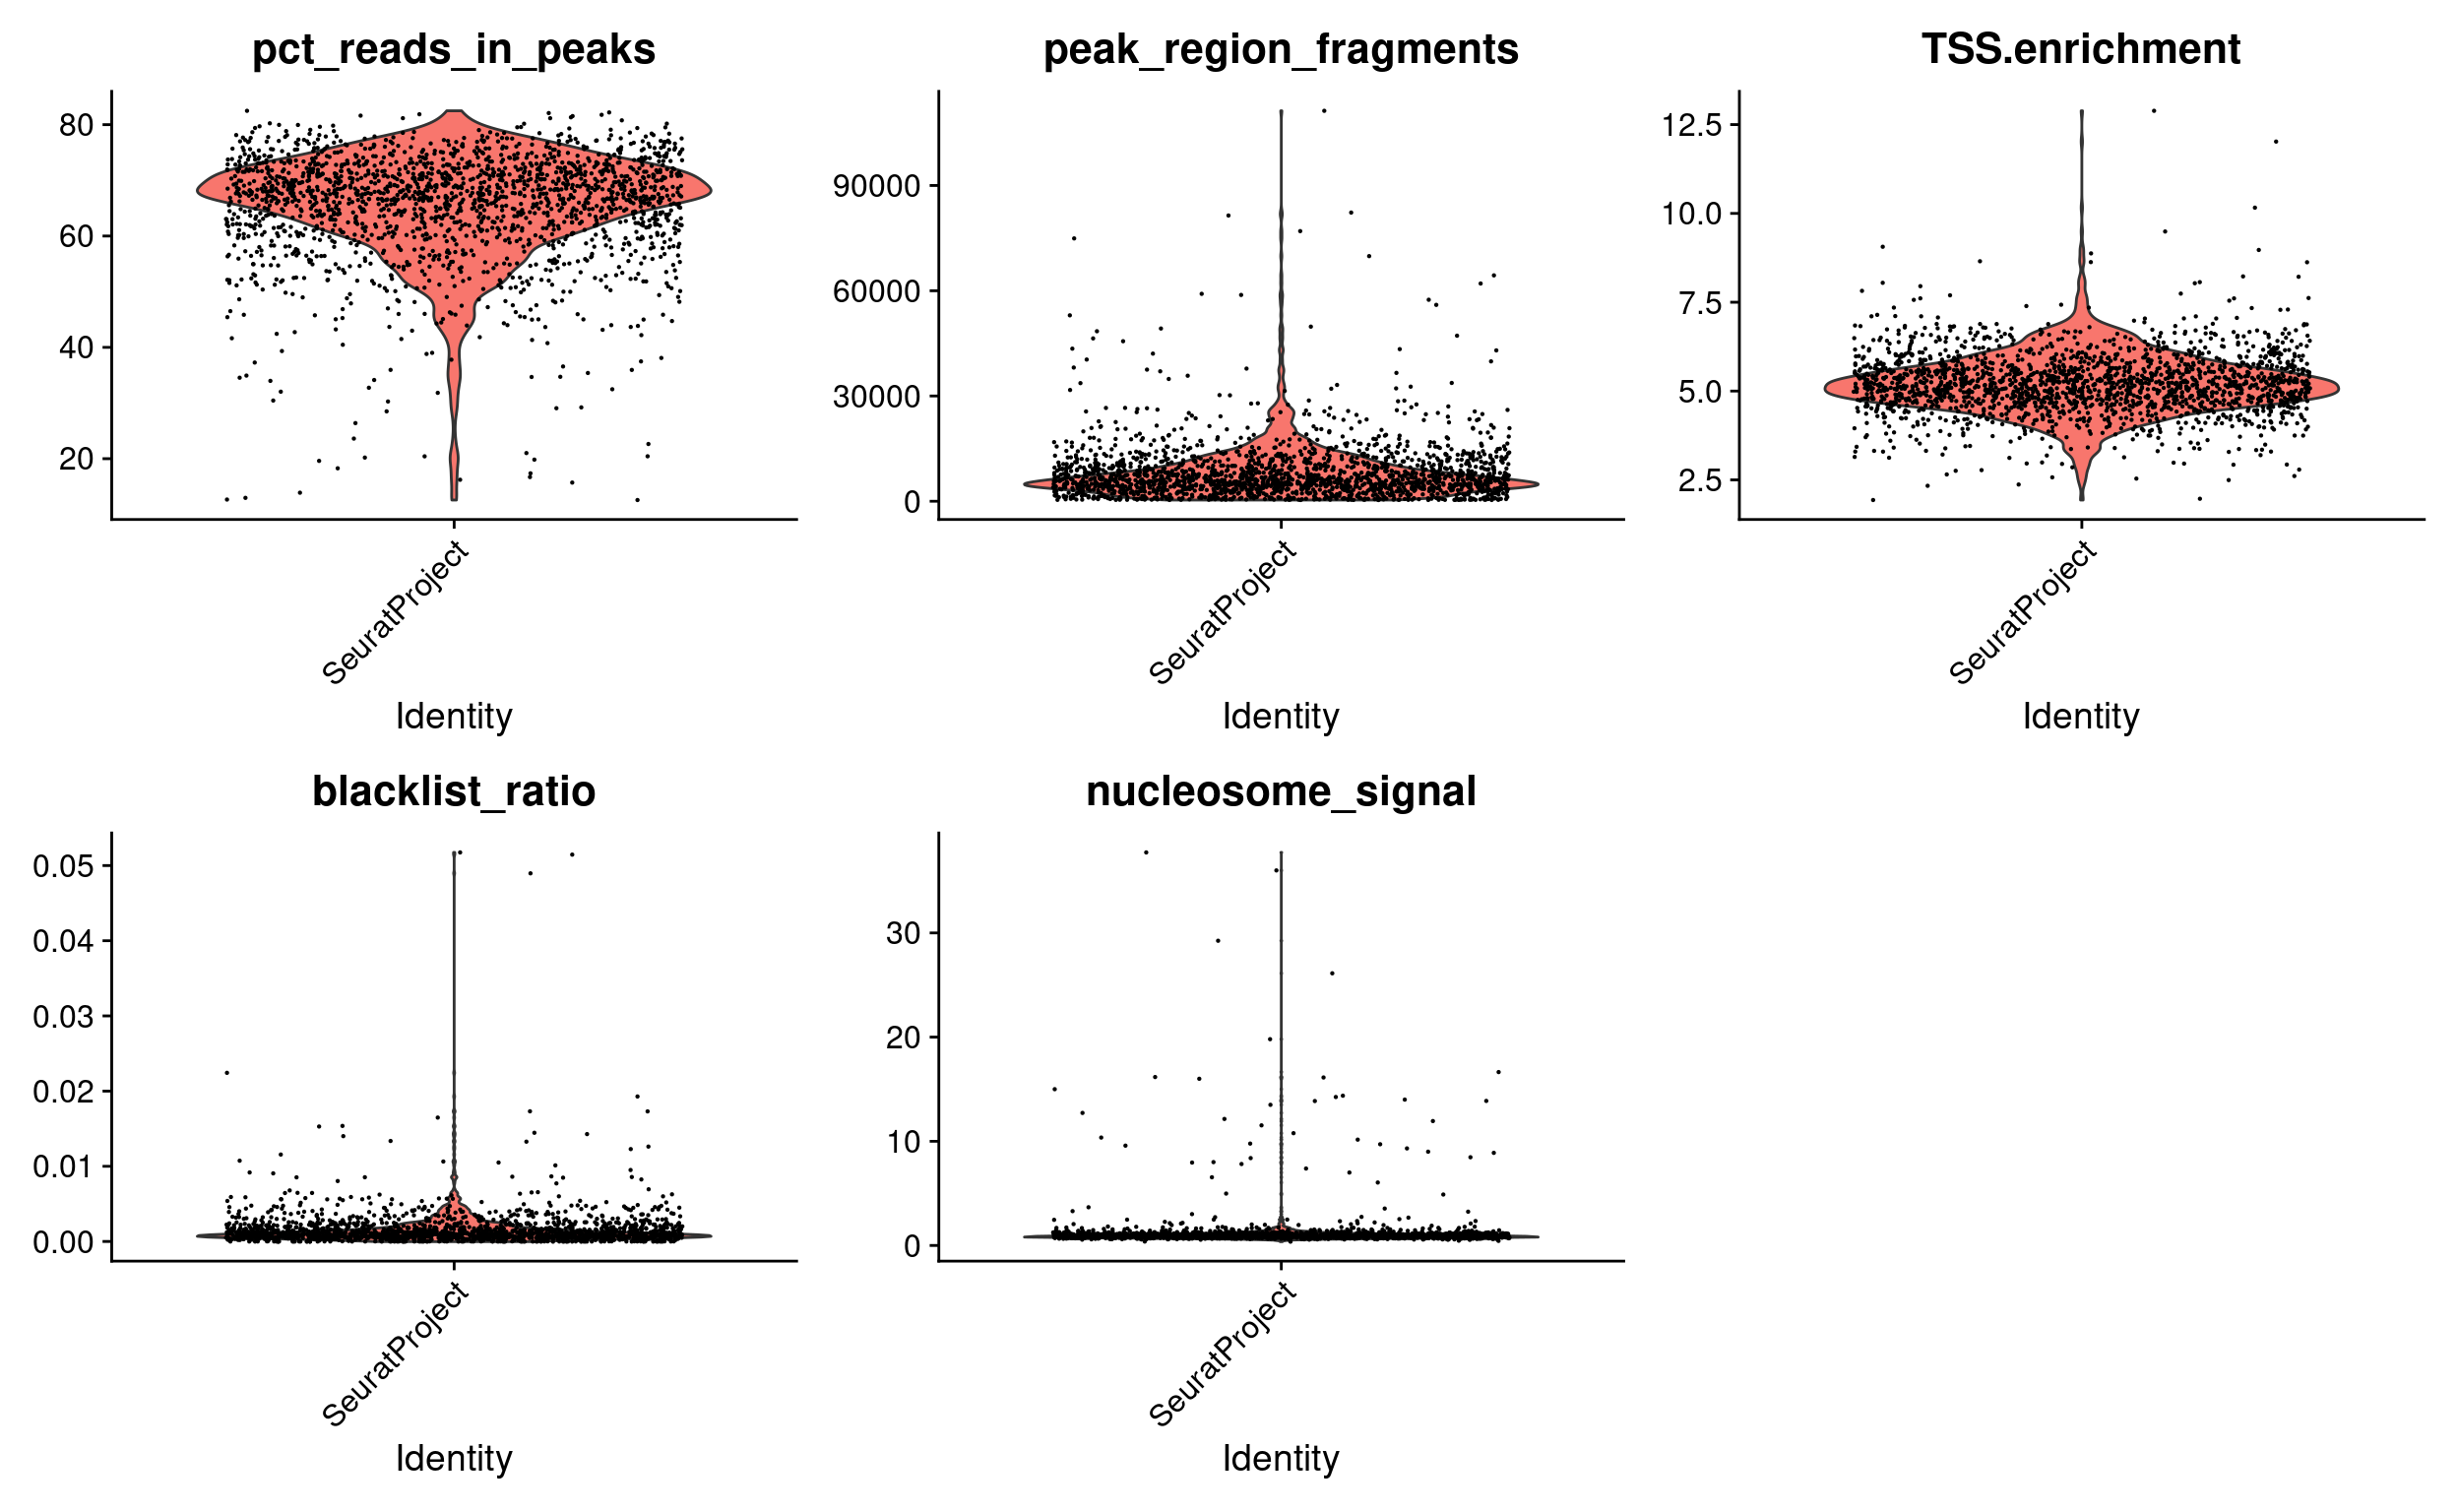 pct_reads_in_peaks
80
60
40
20
SeuratProject
Identity
peak_region_fragments
90000
60000
30000
0
SeuratProject
Identity
TSS.enrichment
12.5
10.0
7.5
5.0
2.5
SeuratProject
Identity
blacklist_ratio
0.05
0.04
0.03
0.02
0.01
0.00
SeuratProject
Identity
nucleosome_signal
30
20
10
0
SeuratProject
Identity